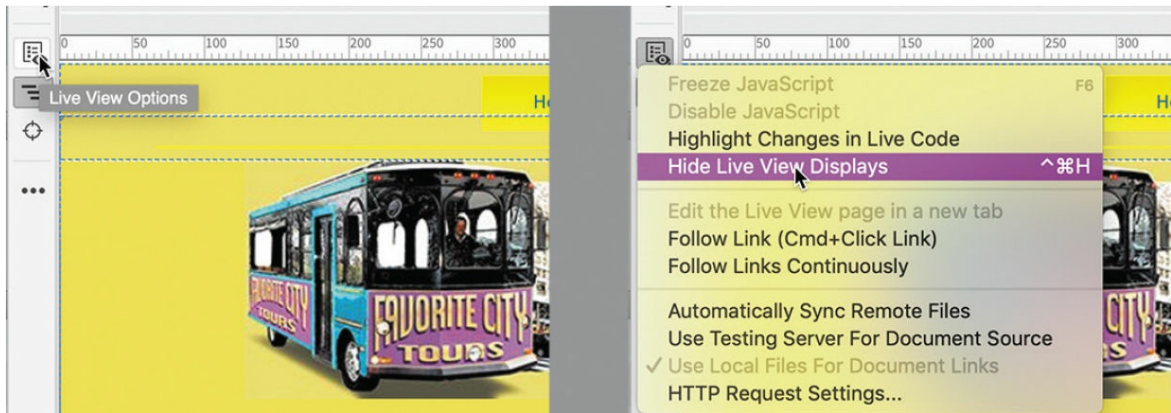 0 50 100 150 200 250 300
Live View Options
H
FAVORITE CITY
TOURS
FAVORITE CITY
TOURS
0 50 100 150 200 250 300
Freeze JavaScript F6
Disable JavaScript
Highlight Changes in Live Code
Hide Live View Displays ^⌘H
Edit the Live View page in a new tab
Follow Link (Cmd+Click Link)
Follow Links Continuously
Automatically Sync Remote Files
Use Testing Server For Document Source
✓ Use Local Files For Document Links
HTTP Request Settings...
H